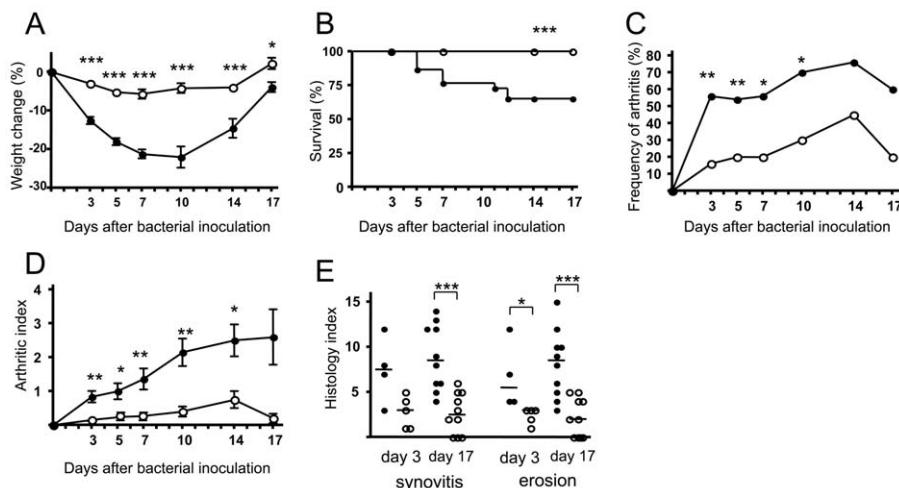 A
Weight change (%)
0
-10
-20
-30
***
***
***
***
***
*
3 5 7 10 14 17
Days after bacterial inoculation
B
Survival (%)
100
75
50
25
0
***
3 5 7 10 14 17
Days after bacterial inoculation
C
Frequency of arthritis (%)
80
70
60
50
40
30
20
10
0
**
**
*
*
3 5 7 10 14 17
Days after bacterial inoculation
D
Arthritic index
4
3
2
1
**
*
**
**
*
3 5 7 10 14 17
Days after bacterial inoculation
E
Histology index
15
10
5
***
*
***
day 3 day 17 day 3 day 17
synovitis erosion